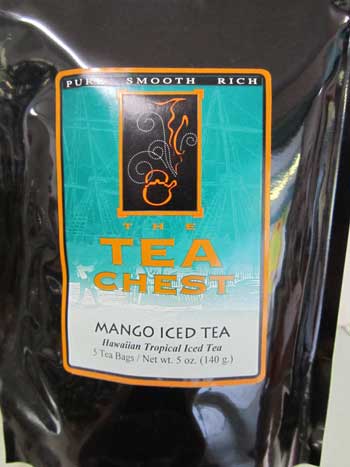 PURE SMOOTH RICH
THE
TEA
CHEST
MANGO ICED TEA
Hawaiian Tropical Iced Tea
5 Tea Bags / Net wt. 5 oz. (140 g.)